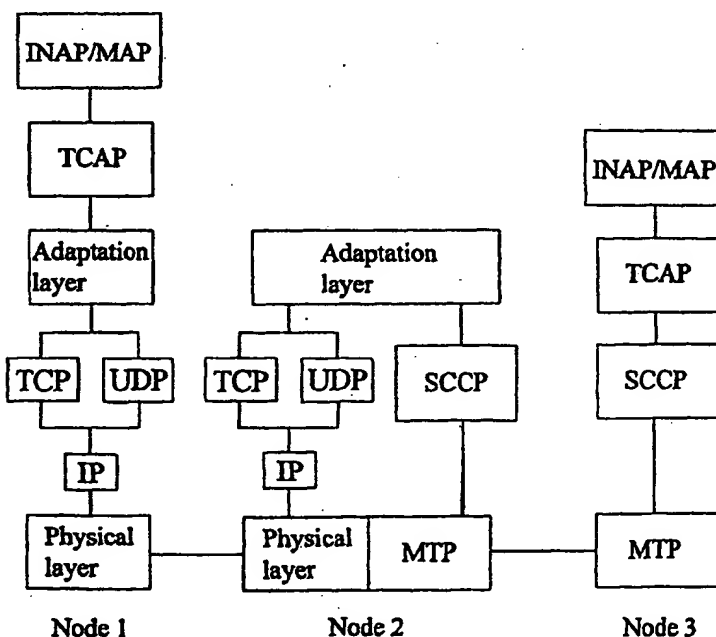 INAP/MAP
TCAP
INAP/MAP
Adaptation
layer
Adaptation
layer
TCAP
TCP
UDP
TCP
UDP
SCCP
SCCP
IP
IP
Physical
layer
Physical
layer
MTP
MTP
Node 1
Node 2
Node 3